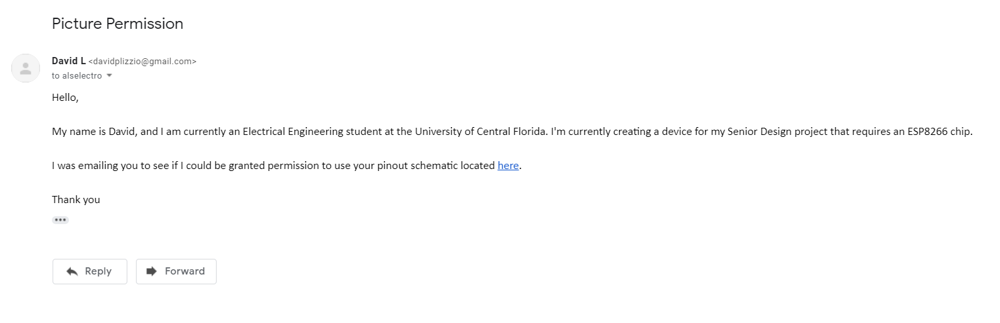 Picture Permission
David L <davidplizzio@gmail.com>
to alselectro
Hello,
My name is David, and I am currently an Electrical Engineering student at the University of Central Florida. I'm currently creating a device for my Senior Design project that requires an ESP8266 chip.
I was emailing you to see if I could be granted permission to use your pinout schematic located here.
Thank you
Reply
Forward